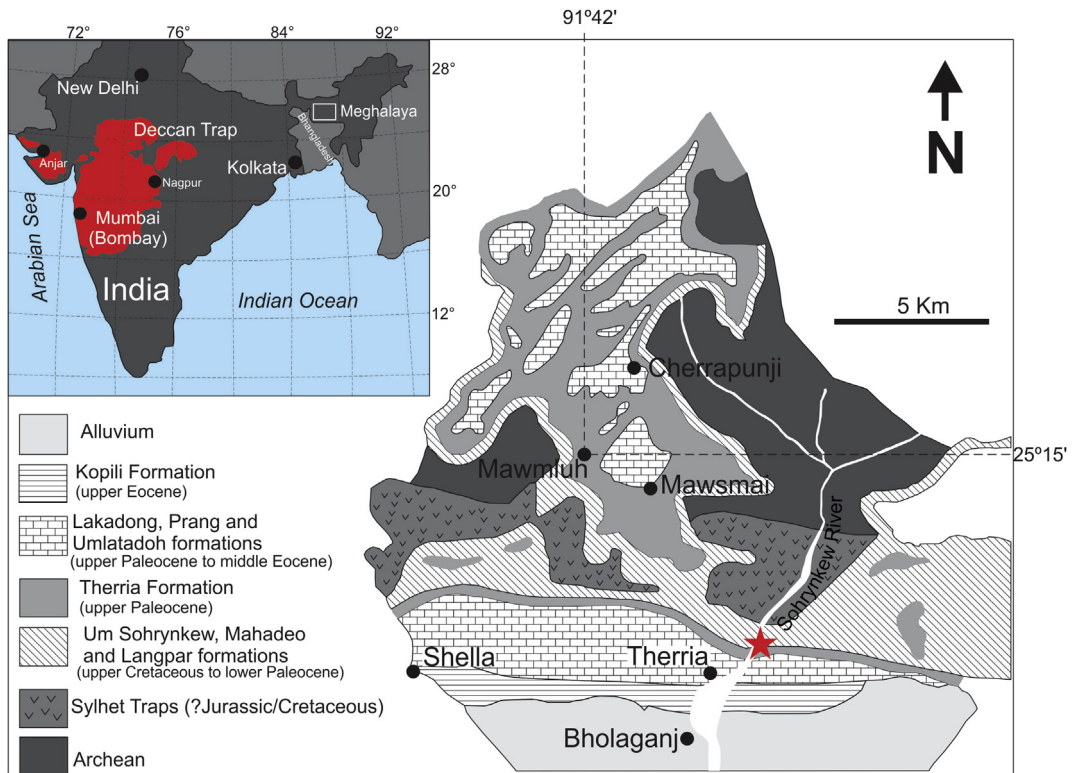 91º42'
72°
76°
84°
92°
28°
20°
12°
New Delhi
Meghalaya
Bhangladesh
Deccan Trap
Kolkata
Anjar
Nagpur
Mumbai
(Bombay)
Arabian Sea
India
Indian Ocean
N
5 Km
Cherrapunji
Mawmluh
25º15'
Mawsmai
Sohrynkew River
Shella
Therria
Bholaganj
Alluvium
Kopili Formation
(upper Eocene)
Lakadong, Prang and
Umlatadoh formations
(upper Paleocene to middle Eocene)
Therria Formation
(upper Paleocene)
Um Sohrynkew, Mahadeo
and Langpar formations
(upper Cretaceous to lower Paleocene)
Sylhet Traps (?Jurassic/Cretaceous)
Archean